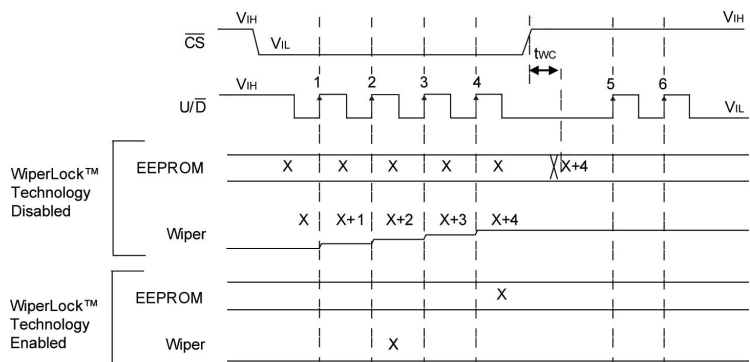 VIH VIH
CS
VIL
tWC
VIH 1 2 3 4 5 6
U/D
VIL
WiperLock™
Technology
Disabled
EEPROM X X X X X X+4
X X+1 X+2 X+3 X+4
Wiper
WiperLock™
Technology
Enabled
EEPROM X
Wiper X